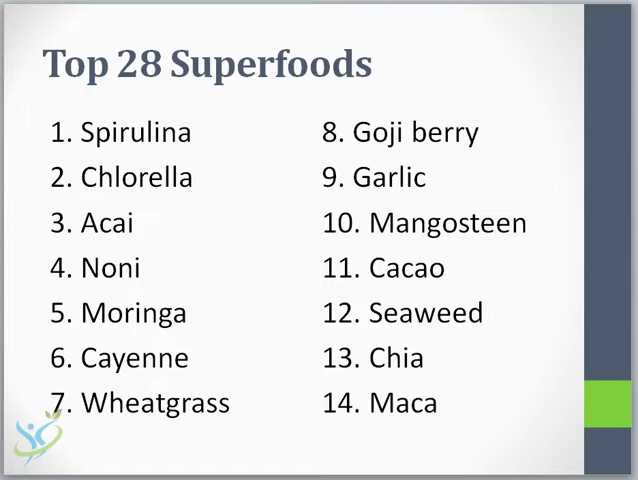 Top 28 Superfoods
1. Spirulina
2. Chlorella
3. Acai
4. Noni
5. Moringa
6. Cayenne
7. Wheatgrass
8. Goji berry
9. Garlic
10. Mangosteen
11. Cacao
12. Seaweed
13. Chia
14. Maca